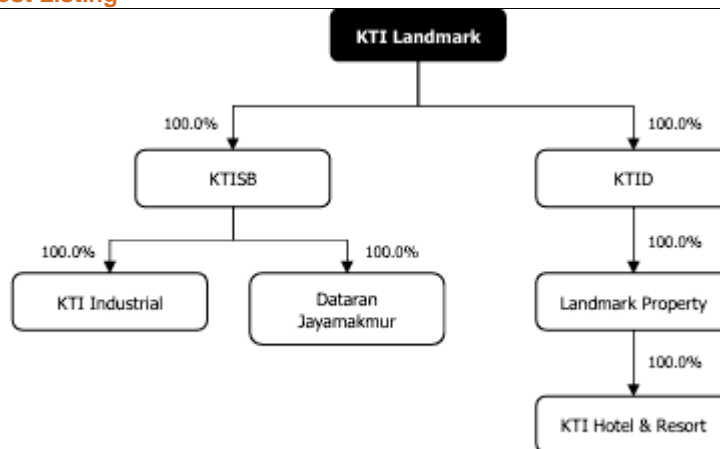 KTI Landmark
100.0%
100.0%
KTISB
KTID
100.0%
100.0%
100.0%
KTI Industrial
Dataran
Jayamakmur
Landmark Property
100.0%
KTI Hotel & Resort